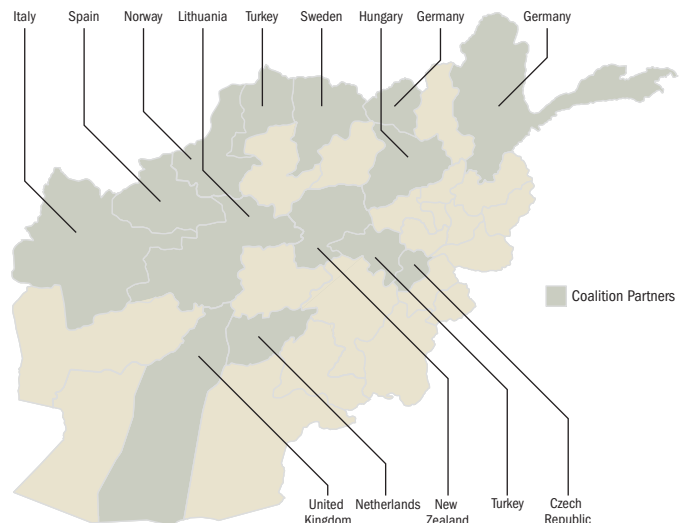 Italy Spain Norway Lithuania Turkey Sweden Hungary Germany Germany
Coalition Partners
United Netherlands New Turkey Czech
Kingdom Zealand Republic